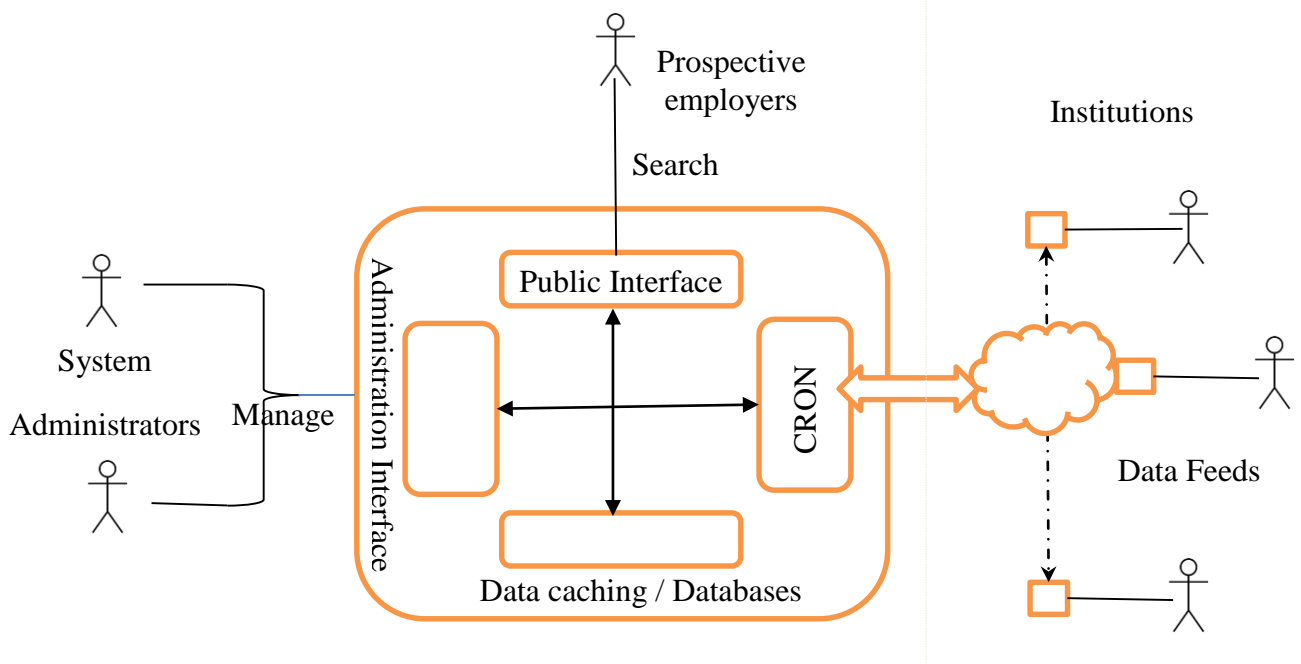 Prospective
employers
Institutions
Search
Public Interface
Administration Interface
System
Administrators
Manage
CRON
Data Feeds
Data caching / Databases